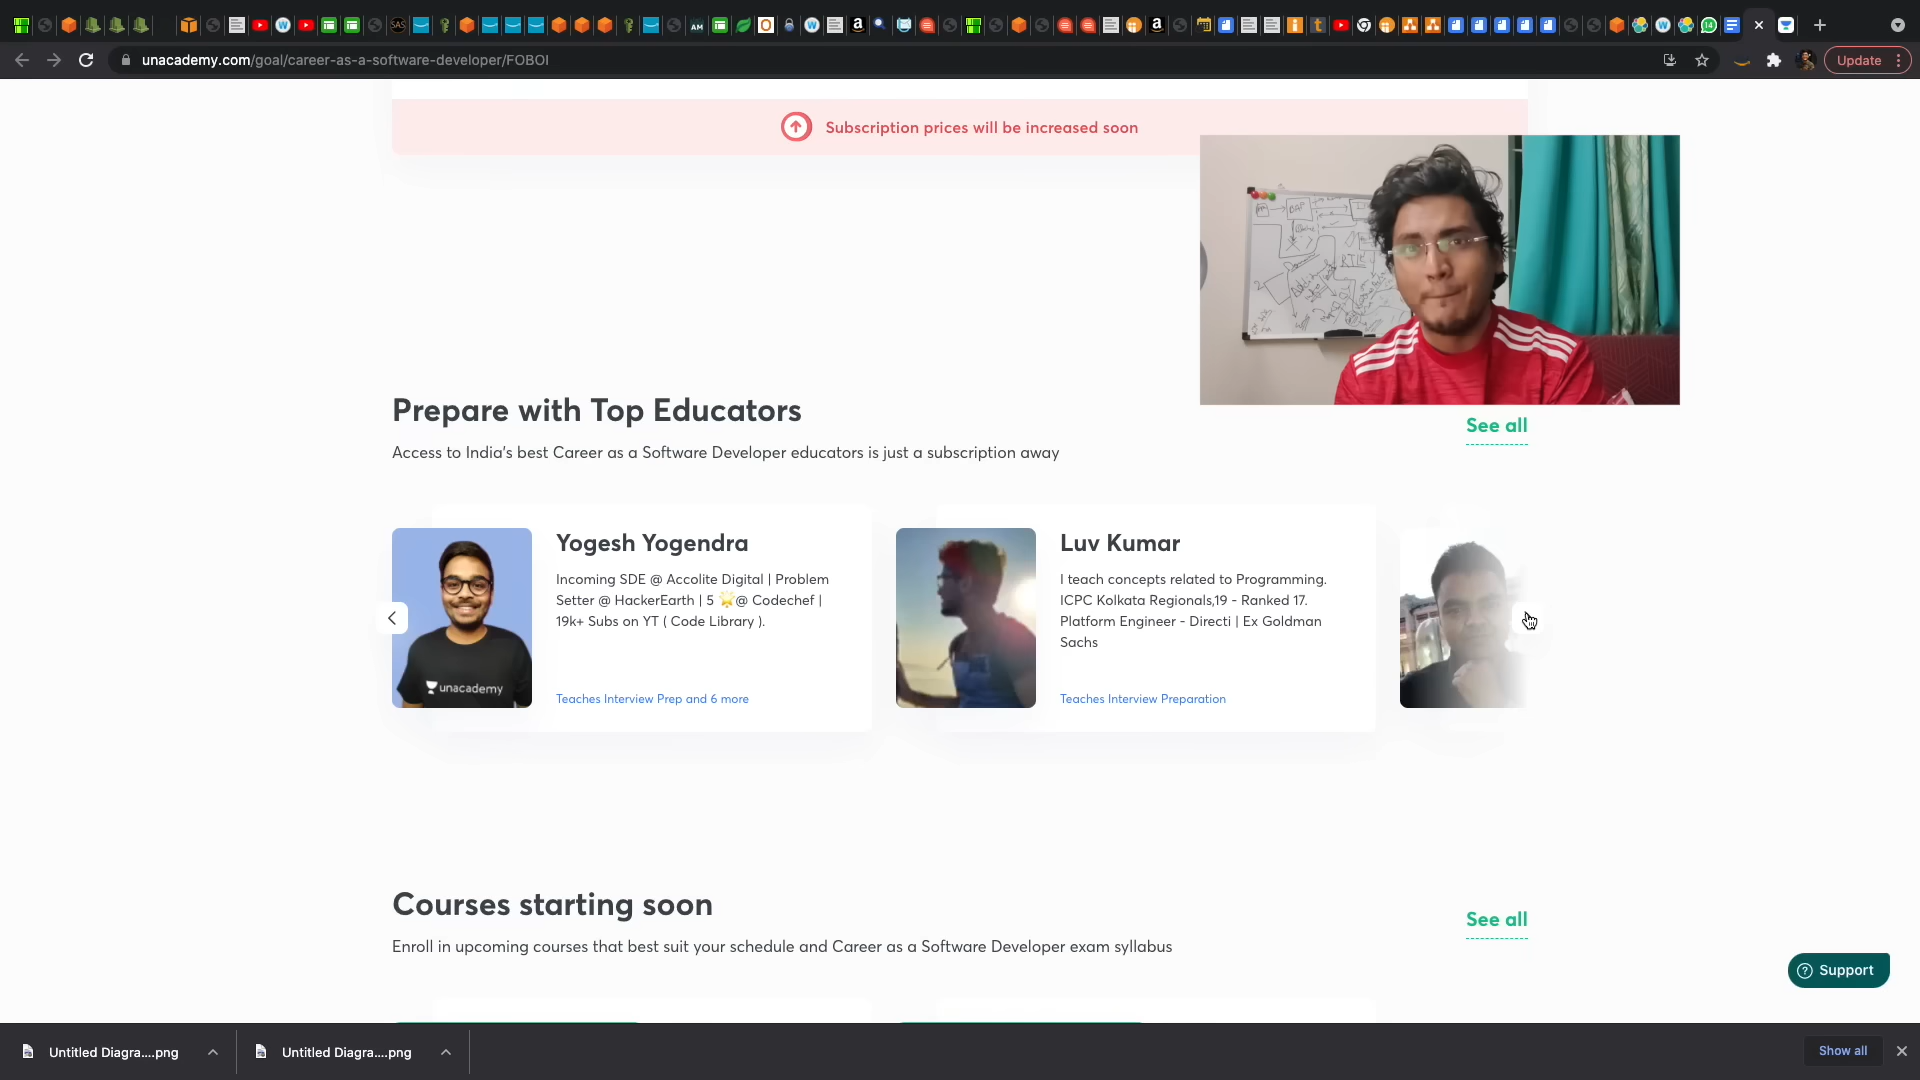 unacademy.com/goal/career-as-a-software-developer/FOBOI
Update
Subscription prices will be increased soon
Prepare with Top Educators
See all
Access to India's best Career as a Software Developer educators is just a subscription away
Yogesh Yogendra
Incoming SDE @ Accolite Digital | Problem
Setter @ HackerEarth | 5 🌟@ Codechef |
19k+ Subs on YT ( Code Library ).
Teaches Interview Prep and 6 more
unacademy
Luv Kumar
I teach concepts related to Programming.
ICPC Kolkata Regionals,19 - Ranked 17.
Platform Engineer - Directi | Ex Goldman
Sachs
Teaches Interview Preparation
Courses starting soon
See all
Enroll in upcoming courses that best suit your schedule and Career as a Software Developer exam syllabus
Support
Untitled Diagra....png
Untitled Diagra....png
Show all